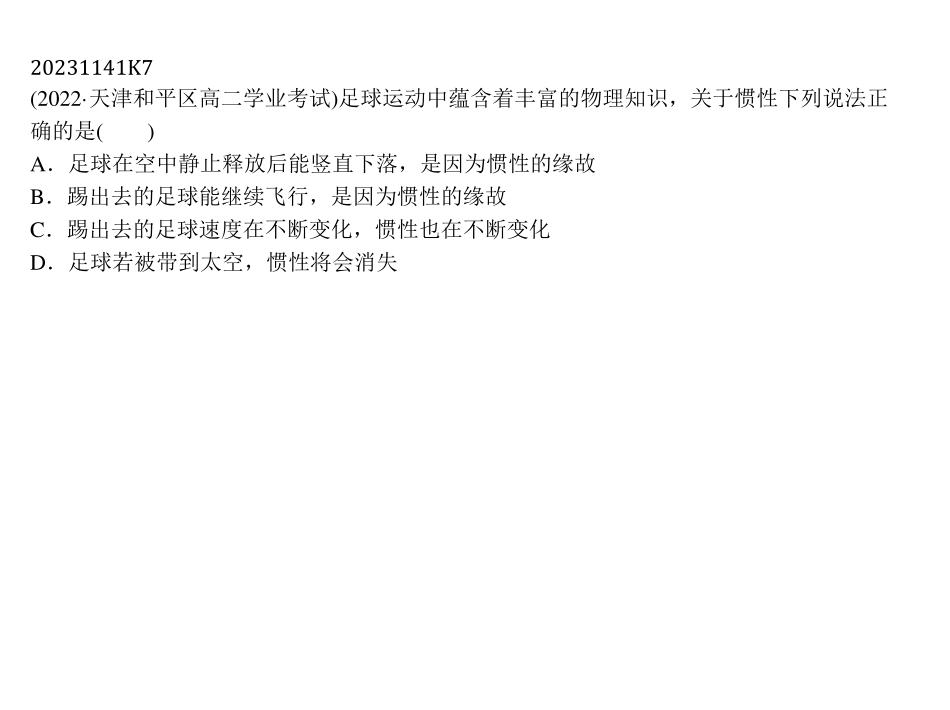 20231141K7
(2022·天津和平区高二学业考试)足球运动中蕴含着丰富的物理知识，关于惯性下列说法正
确的是(　　)
A．足球在空中静止释放后能竖直下落，是因为惯性的缘故
B．踢出去的足球能继续飞行，是因为惯性的缘故
C．踢出去的足球速度在不断变化，惯性也在不断变化
D．足球若被带到太空，惯性将会消失